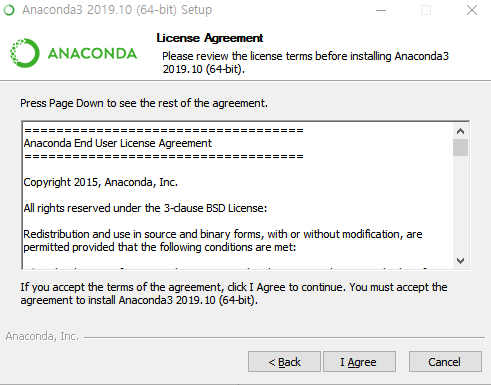 Anaconda3 2019.10 (64-bit) Setup
ANACONDA
License Agreement
Please review the license terms before installing Anaconda3
2019.10 (64-bit).
Press Page Down to see the rest of the agreement.
===================================
Anaconda End User License Agreement
===================================
Copyright 2015, Anaconda, Inc.
All rights reserved under the 3-clause BSD License:
Redistribution and use in source and binary forms, with or without modification, are
permitted provided that the following conditions are met:
If you accept the terms of the agreement, click I Agree to continue. You must accept the
agreement to install Anaconda3 2019.10 (64-bit).
Anaconda, Inc.
< Back
I Agree
Cancel